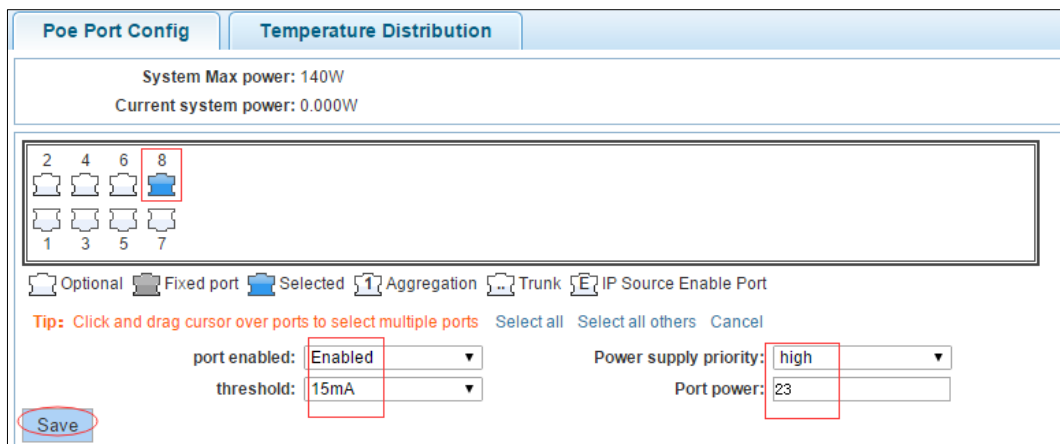 Poe Port Config
Temperature Distribution
System Max power: 140W
Current system power: 0.000W
2 4 6 8
1 3 5 7
Optional Fixed port Selected 1 Aggregation .. Trunk E IP Source Enable Port
Tip: Click and drag cursor over ports to select multiple ports Select all Select all others Cancel
port enabled: Enabled Power supply priority: high
threshold: 15mA Port power: 23
Save